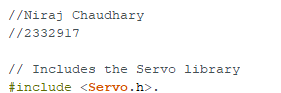 //Niraj Chaudhary
//2332917
// Includes the Servo library
#include <Servo.h>.